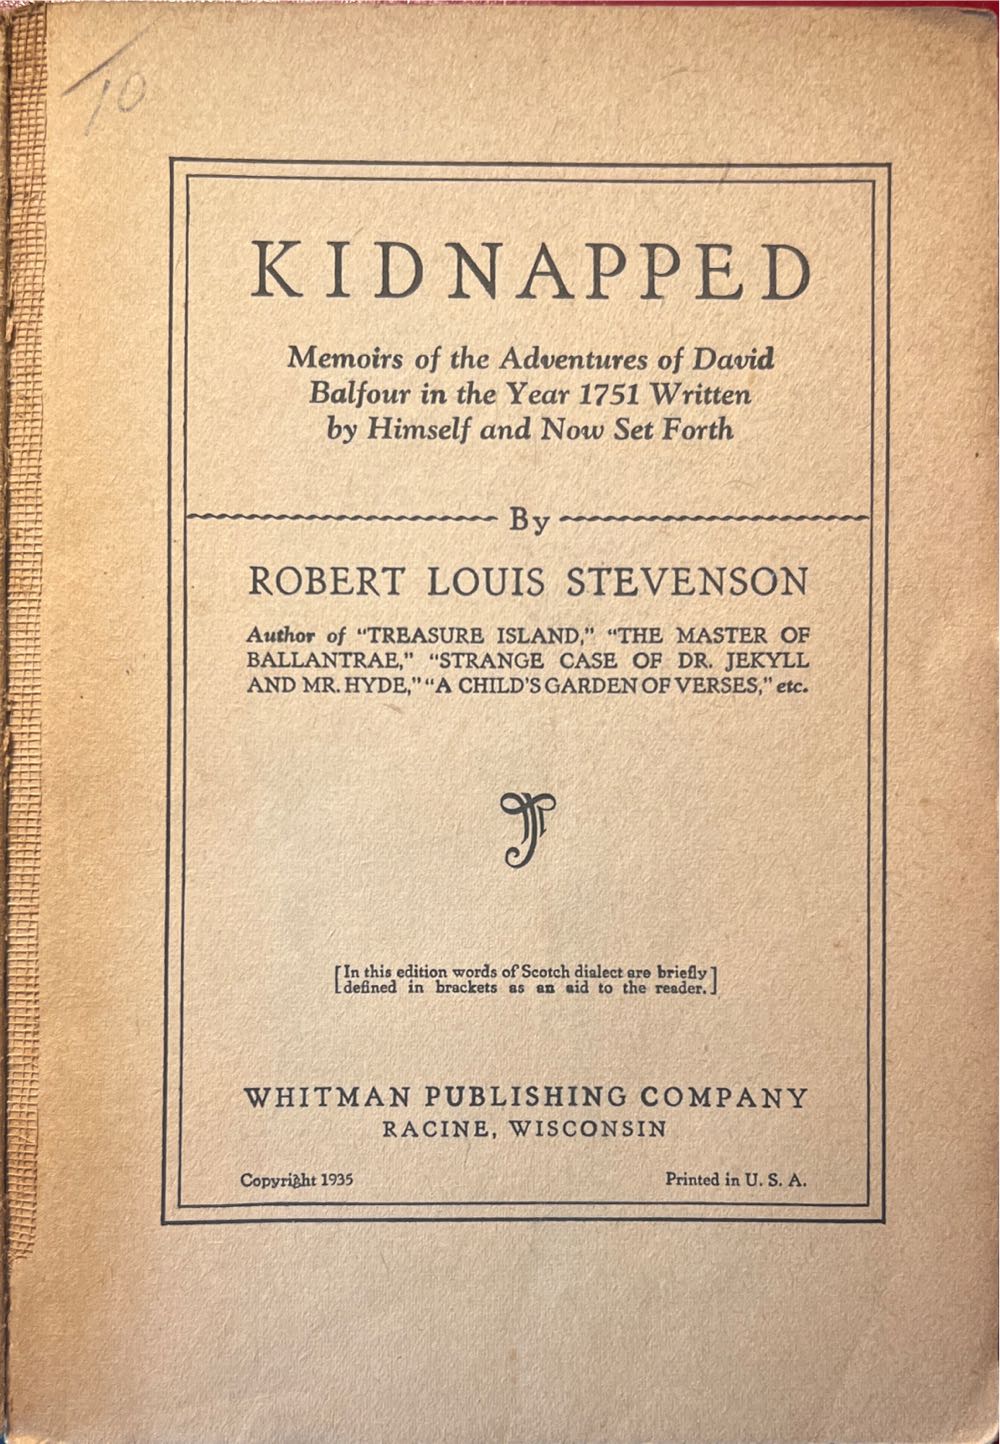 10
KIDNAPPED
Memoirs of the Adventures of David
Balfour in the Year 1751 Written
by Himself and Now Set Forth
By
ROBERT LOUIS STEVENSON
Author of "TREASURE ISLAND," "THE MASTER OF
BALLANTRAE," "STRANGE CASE OF DR. JEKYLL
AND MR. HYDE," "A CHILD'S GARDEN OF VERSES," etc.
[In this edition words of Scotch dialect are briefly
defined in brackets as an aid to the reader.]
WHITMAN PUBLISHING COMPANY
RACINE, WISCONSIN
Copyright 1935 Printed in U. S. A.